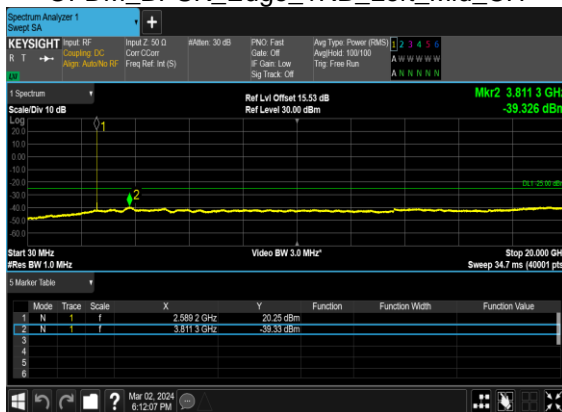 Spectrum Analyzer 1
Swept SA
KEYSIGHT
R T
Input: RF
Coupling: DC
Align: Auto/No RF
Input Z: 50 Ω
Corr CCorr
Freq Ref: Int (S)
#Atten: 30 dB
PNO: Fast
Gate: Off
IF Gain: Low
Sig Track: Off
Avg Type: Power (RMS)
Avg|Hold: 100/100
Trig: Free Run
1 2 3 4 5 6
A W W W W W
A N N N N N
1 Spectrum
Scale/Div 10 dB
Ref Lvl Offset 15.53 dB
Ref Level 30.00 dBm
Mkr2 3.811 3 GHz
-39.326 dBm
Log
20.0
10.0
0.00
-10.0
-20.0
-30.0
-40.0
-50.0
-60.0
1
2
Start 30 MHz
#Res BW 1.0 MHz
Video BW 3.0 MHz*
Stop 20.000 GH
Sweep 34.7 ms (40001 pts
5 Marker Table
Mode Trace Scale X Y Function Function Width Function Value
1 N 1 f 2.589 2 GHz 20.25 dBm
2 N 1 f 3.811 3 GHz -39.33 dBm
3
4
5
6
? Mar 02, 2024
6:12:07 PM